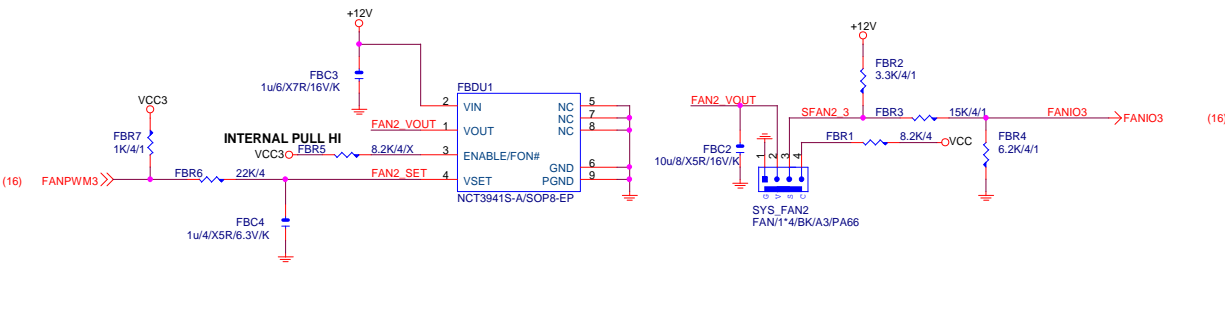 +12V
+12V
FBC3
1u/6/X7R/16V/K
FBR2
3.3K/4/1
VCC3
FBDU1
2
VIN
NC
5
NC
7
FAN2_VOUT
1
VOUT
NC
8
FAN2_VOUT
SFAN2_3
FBR3
15K/4/1
FANIO3
FANIO3
(16)
FBR7
1K/4/1
INTERNAL PULL HI
VCC3
FBR5
8.2K/4/X
3
ENABLE/FON#
FBC2
10u/8/X5R/16V/K
FBR1
8.2K/4
VCC
FBR4
6.2K/4/1
1
2
3
4
GND
6
(16)
FANPWM3
FBR6
22K/4
FAN2_SET
4
VSET
PGND
9
G
V
S
C
NCT3941S-A/SOP8-EP
SYS_FAN2
FAN/1*4/BK/A3/PA66
FBC4
1u/4/X5R/6.3V/K